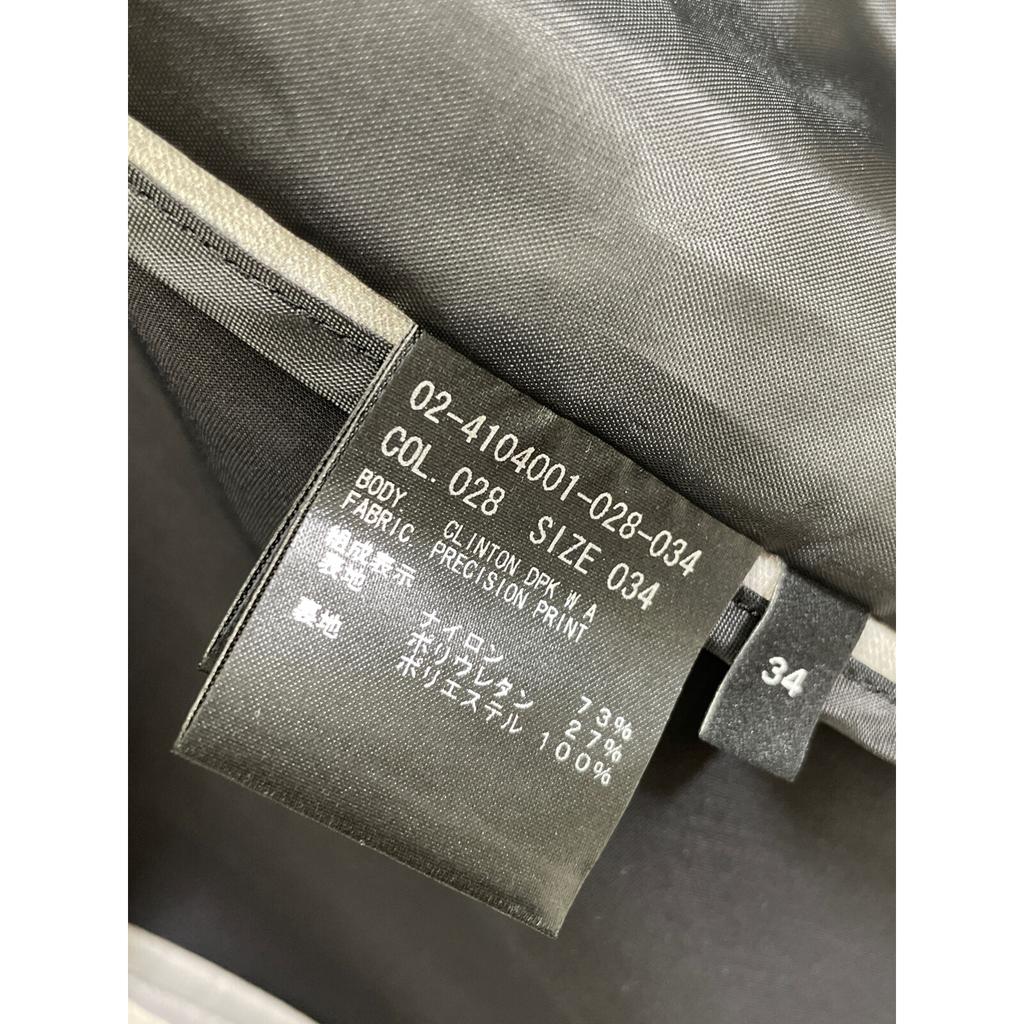 02-4104001-028-034
COL. 028 SIZE 034
BODY CLINTON DPK W A
FABRIC PRECISION PRINT
組成表示
表地 ナイロン 73%
ポリウレタン 27%
裏地 ポリエステル 100%
34